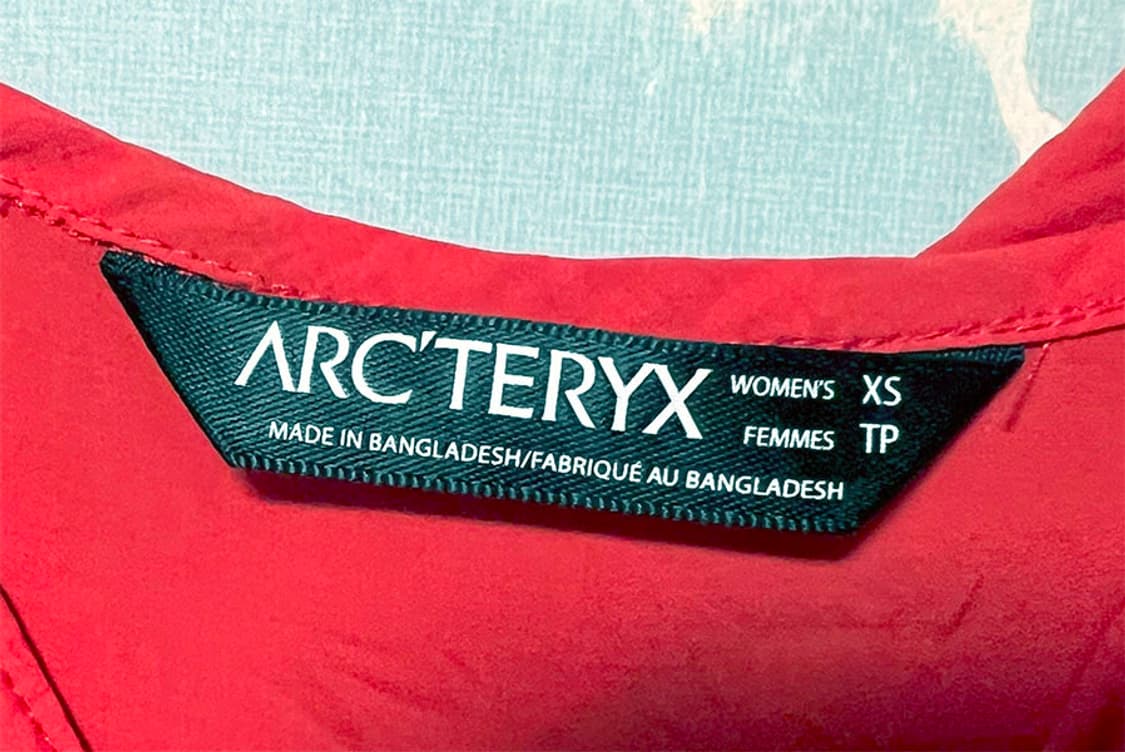 ARC'TERYX
WOMEN'S XS
FEMMES TP
MADE IN BANGLADESH/FABRIQUÉ AU BANGLADESH